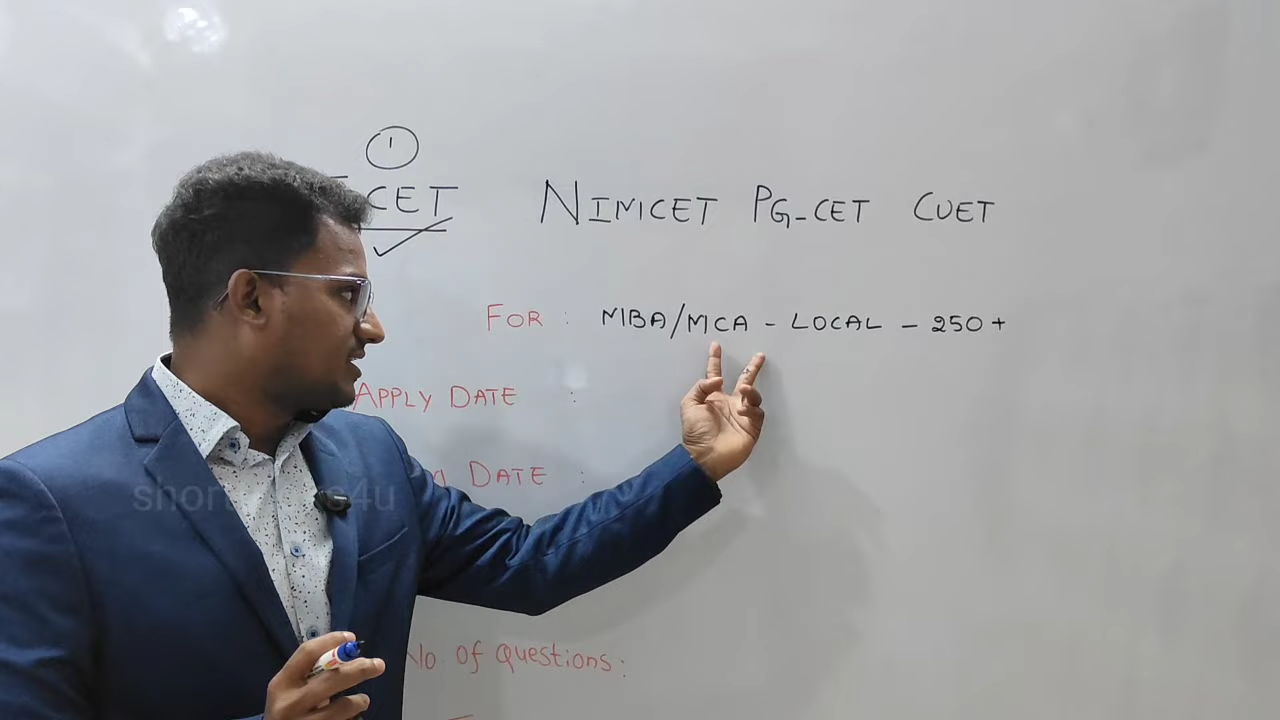 1
CET NIMCET PG-CET CUET
FOR : MBA/MCA - LOCAL - 250+
APPLY DATE :
DATE :
No. of Questions: